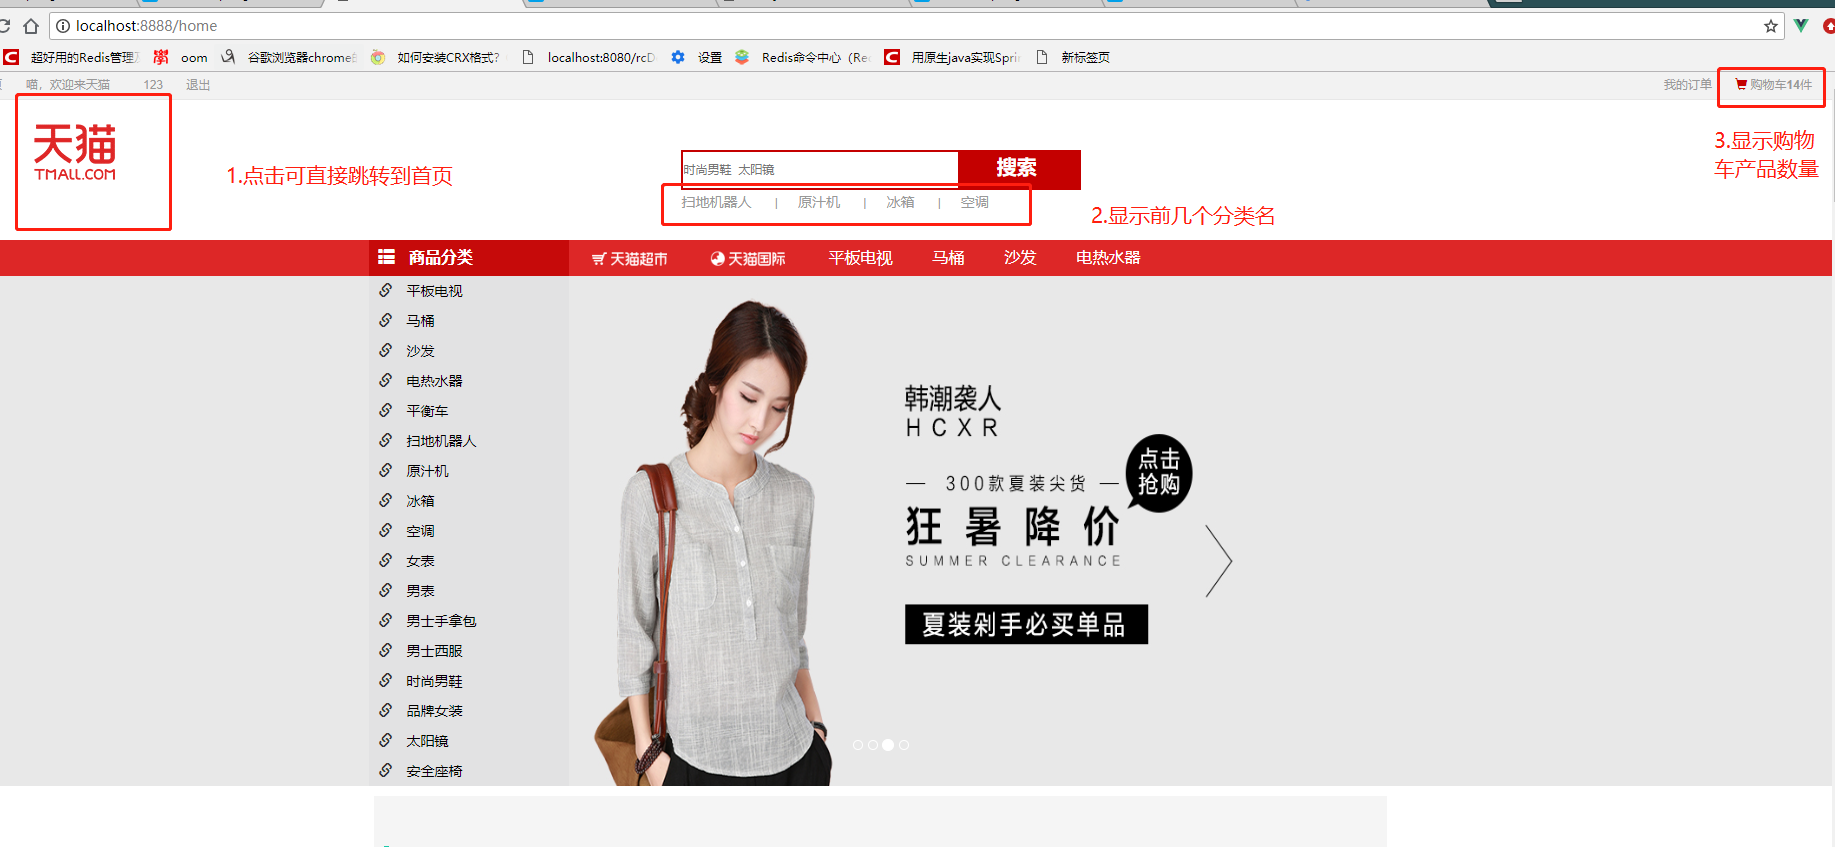 localhost:8888/home
超好用的Redis管理 oom 谷歌浏览器chrome 如何安装CRX格式? localhost:8080/rcD 设置 Redis命令中心（Re 用原生java实现Spri 新标签页
喵，欢迎来天猫 123 退出 我的订单 购物车14件
天猫
TMALL.COM
1.点击可直接跳转到首页
时尚男鞋 太阳镜 搜索
扫地机器人 | 原汁机 | 冰箱 | 空调
2.显示前几个分类名
3.显示购物
车产品数量
商品分类 天猫超市 天猫国际 平板电视 马桶 沙发 电热水器
平板电视
马桶
沙发
电热水器
平衡车
扫地机器人
原汁机
冰箱
空调
女表
男表
男士手拿包
男士西服
时尚男鞋
品牌女装
太阳镜
安全座椅
韩潮袭人
HCXR
点击
抢购
— 300款夏装尖货 —
狂暑降价
SUMMER CLEARANCE
夏装剁手必买单品